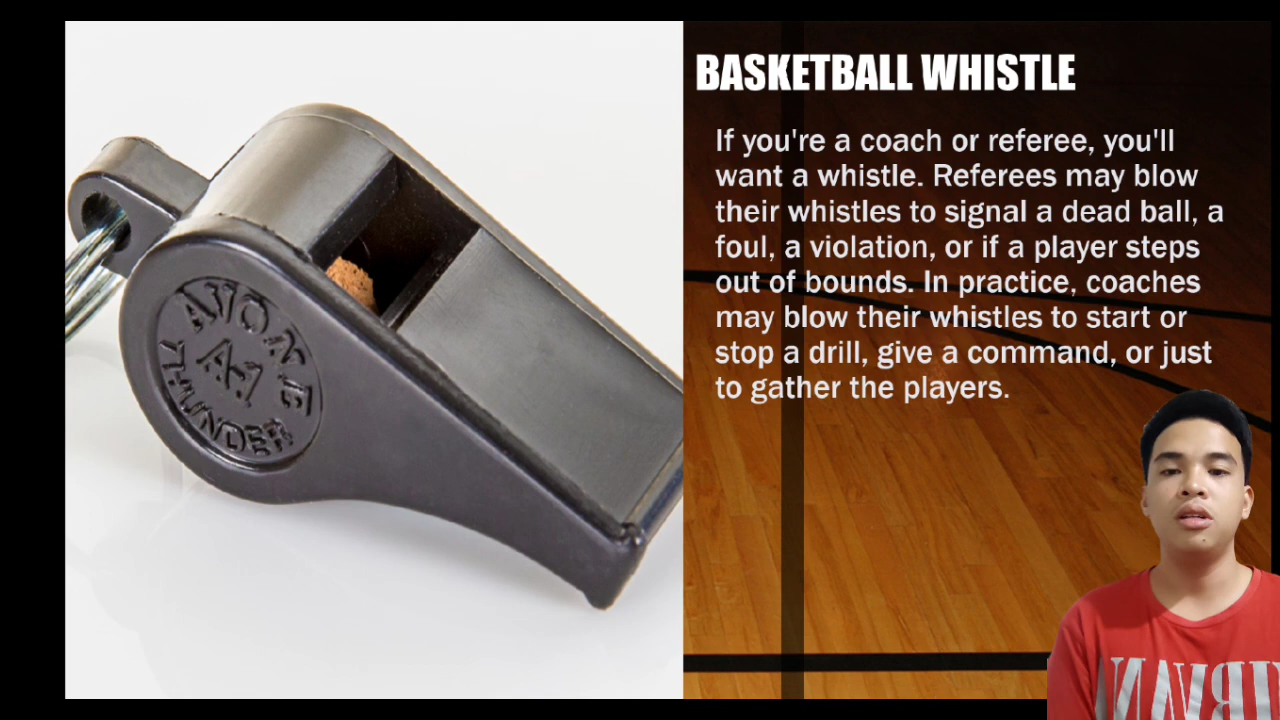 BASKETBALL WHISTLE
If you're a coach or referee, you'll
want a whistle. Referees may blow
their whistles to signal a dead ball, a
foul, a violation, or if a player steps
out of bounds. In practice, coaches
may blow their whistles to start or
stop a drill, give a command, or just
to gather the players.
THUNDER